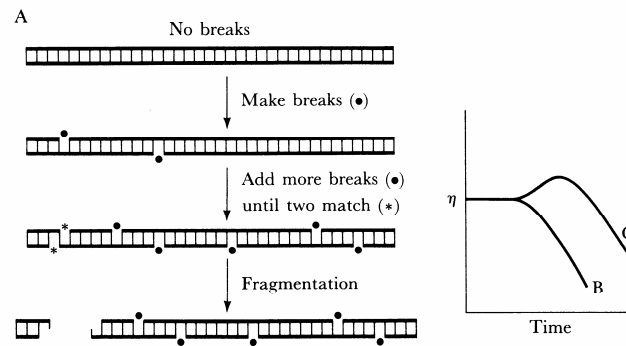 A
No breaks
Make breaks (•)
Add more breaks (•)
until two match (*)
Fragmentation
η
C
B
Time